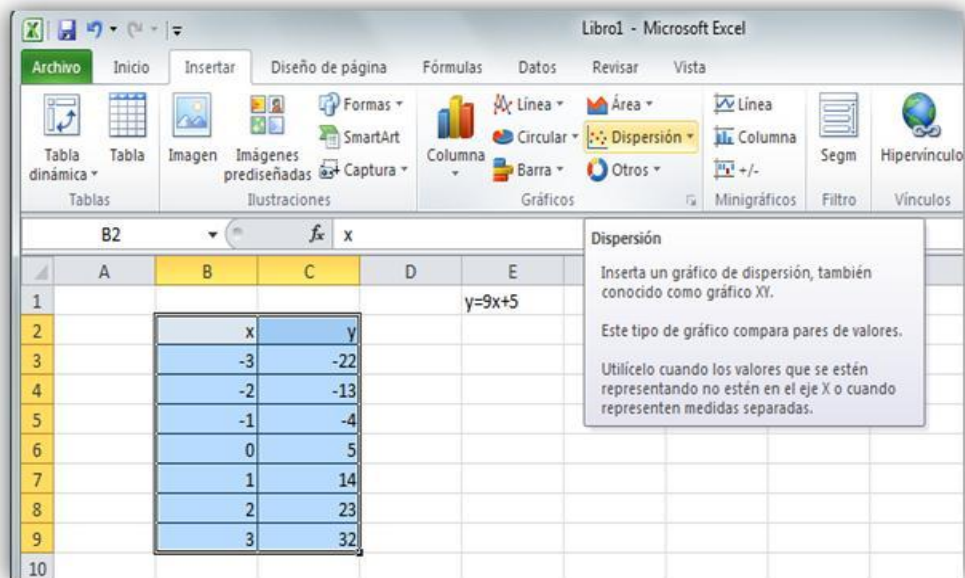 Libro1 - Microsoft Excel
Archivo Inicio Insertar Diseño de página Fórmulas Datos Revisar Vista
Tabla dinámica
Tabla
Tablas
Imagen
Imágenes prediseñadas
Formas
SmartArt
Captura
Ilustraciones
Columna
Línea
Circular
Barra
Área
Dispersión
Otros
Gráficos
Línea
Columna
+/-
Minigráficos
Segm
Filtro
Hipervínculo
Vínculos
B2 fx x
A B C D E
1 y=9x+5
2 x y
3 -3 -22
4 -2 -13
5 -1 -4
6 0 5
7 1 14
8 2 23
9 3 32
10
Dispersión
Inserta un gráfico de dispersión, también
conocido como gráfico XY.
Este tipo de gráfico compara pares de valores.
Utilícelo cuando los valores que se estén
representando no estén en el eje X o cuando
representen medidas separadas.